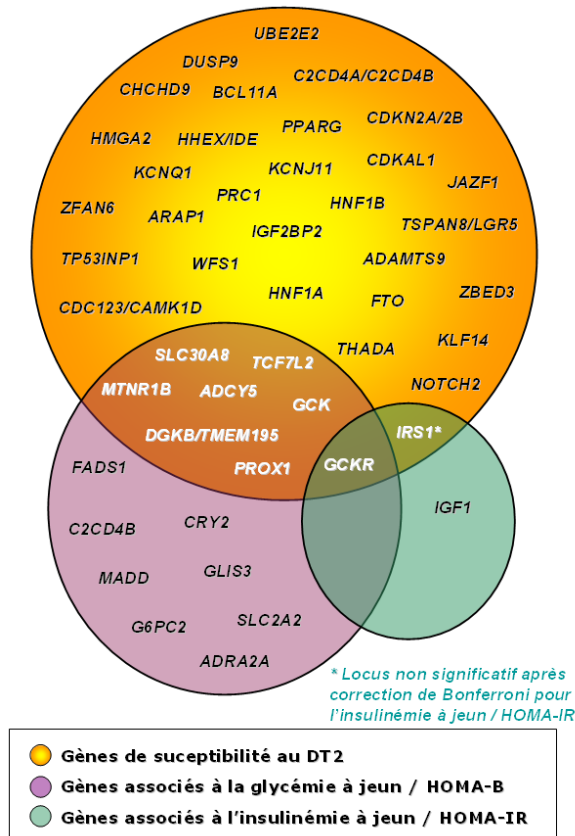 UBE2E2
DUSP9
C2CD4A/C2CD4B
CHCHD9
BCL11A
CDKN2A/2B
PPARG
HMGA2
HHEX/IDE
CDKAL1
KCNQ1
KCNJ11
JAZF1
PRC1
HNF1B
ZFAN6
ARAP1
TSPAN8/LGR5
IGF2BP2
TP53INP1
WFS1
ADAMTS9
HNF1A
ZBED3
CDC123/CAMK1D
FTO
KLF14
THADA
SLC30A8
TCF7L2
NOTCH2
MTNR1B
ADCY5
GCK
DGKB/TMEM195
IRS1*
PROX1
GCKR
FADS1
IGF1
C2CD4B
CRY2
MADD
GLIS3
G6PC2
SLC2A2
ADRA2A
* Locus non significatif après
correction de Bonferroni pour
l'insulinémie à jeun / HOMA-IR
Gènes de suceptibilité au DT2
Gènes associés à la glycémie à jeun / HOMA-B
Gènes associés à l'insulinémie à jeun / HOMA-IR